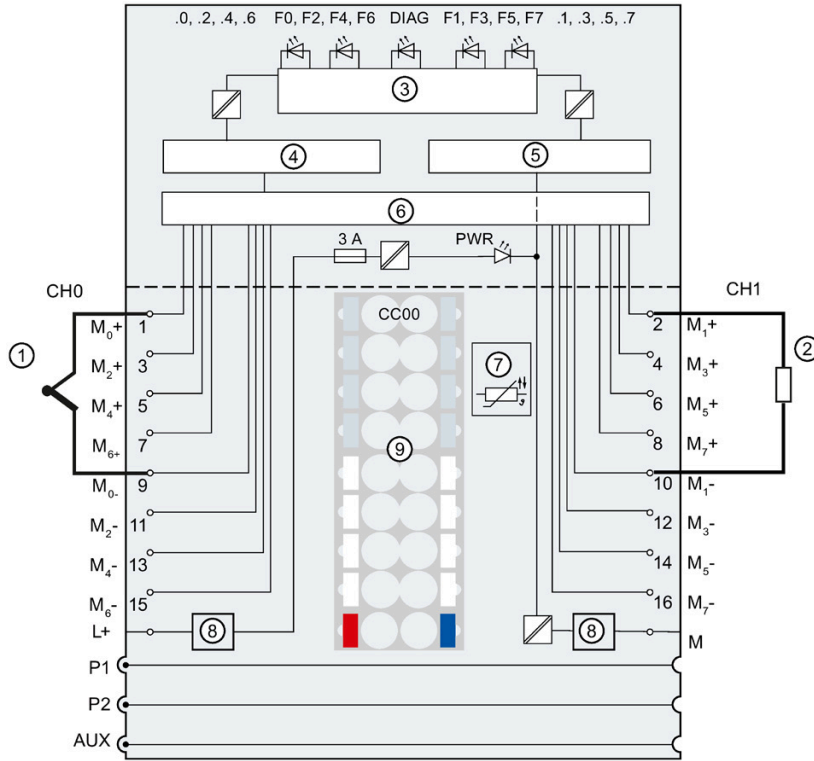 .0, .2, .4, .6 F0, F2, F4, F6 DIAG F1, F3, F5, F7 .1, .3, .5, .7
③
④ ⑤
⑥
3 A PWR
CH0 CH1
CC00
M₀+ 1 2 M₁+
① ⑦ ②
M₂+ 3 4 M₃+
M₄+ 5 6 M₅+
M₆₊ 7 8 M₇+
⑨
M₀₋ 9 10 M₁-
M₂- 11 12 M₃-
M₄- 13 14 M₅-
M₆- 15 16 M₇-
L+ ⑧ ⑧ M
P1
P2
AUX